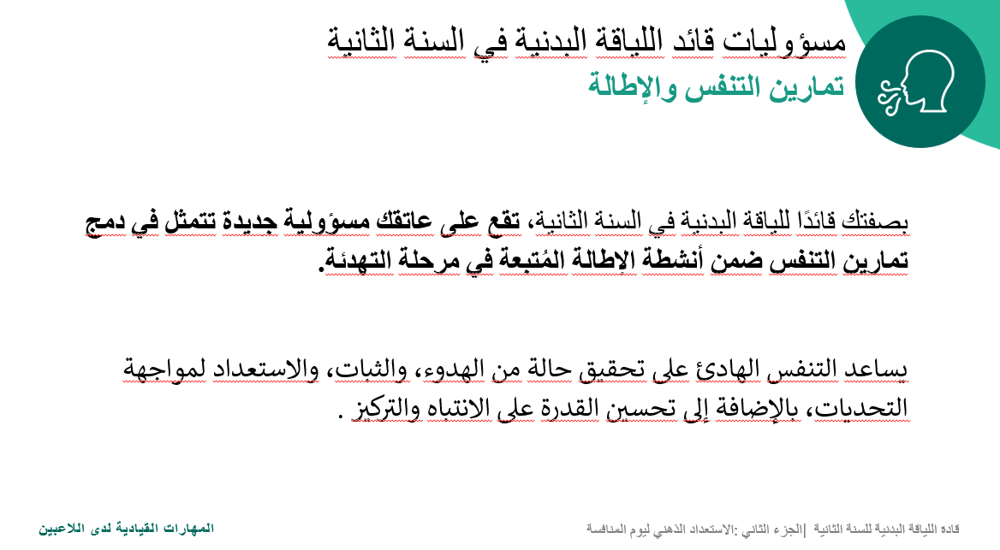 مسؤوليات قائد اللياقة البدنية في السنة الثانية
تمارين التنفس والإطالة
بصفتك قائدًا للياقة البدنية في السنة الثانية، تقع على عاتقك مسؤولية جديدة تتمثل في دمج
تمارين التنفس ضمن أنشطة الإطالة المُتبعة في مرحلة التهدئة.
يساعد التنفس الهادئ على تحقيق حالة من الهدوء، والثبات، والاستعداد لمواجهة
التحديات، بالإضافة إلى تحسين القدرة على الانتباه والتركيز .
قادة اللياقة البدنية للسنة الثانية |الجزء الثاني :الاستعداد الذهني ليوم المنافسة
المهارات القيادية لدى اللاعبين